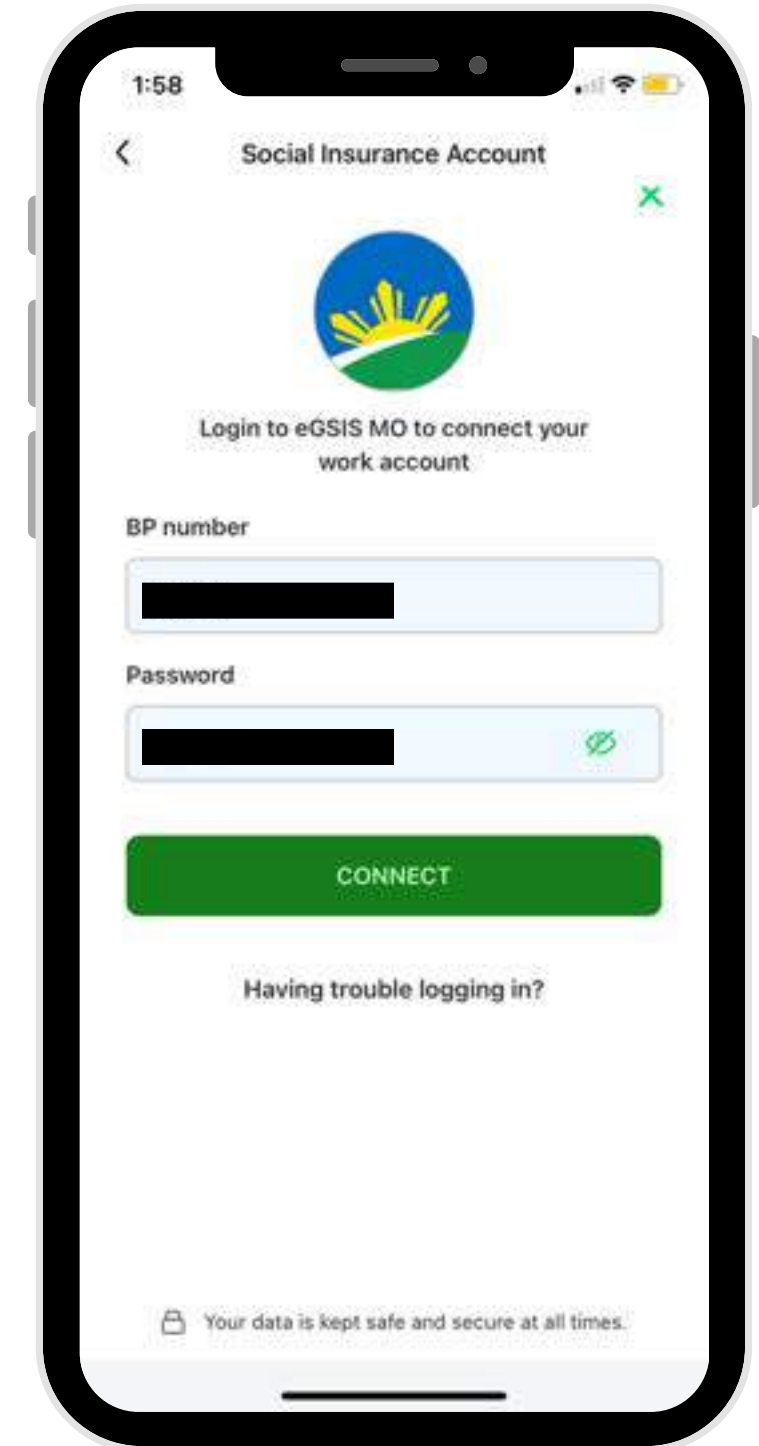 1:58
Social Insurance Account
Login to eGSIS MO to connect your
work account
BP number
Password
CONNECT
Having trouble logging in?
Your data is kept safe and secure at all times.